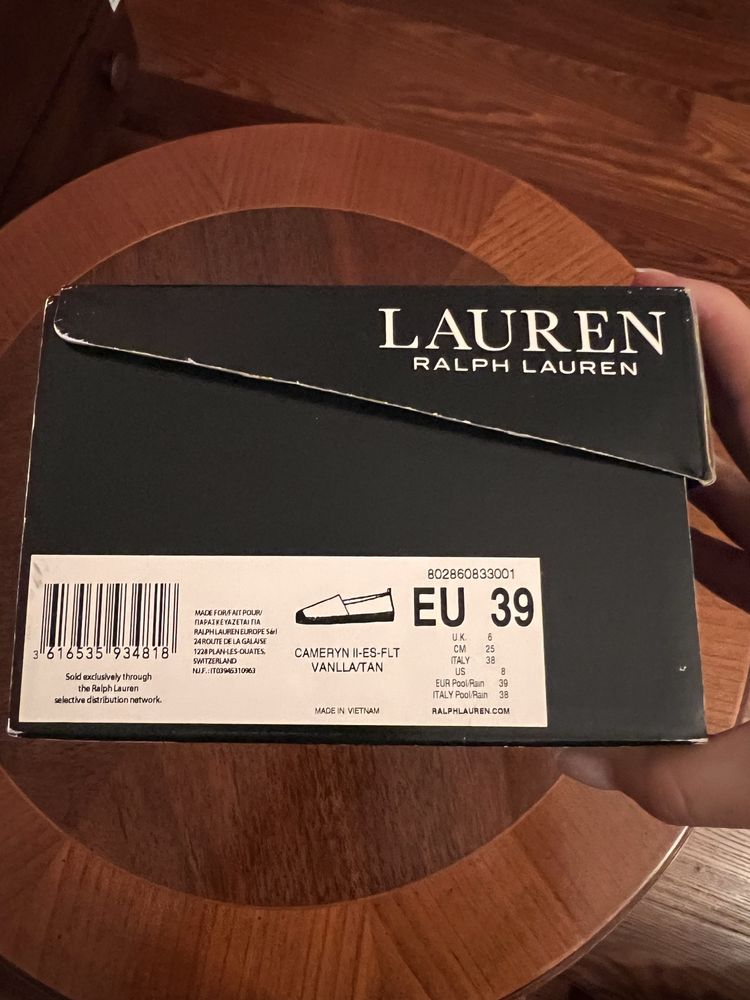 LAUREN
RALPH LAUREN
3 616535 934818
Sold exclusively through
the Ralph Lauren
selective distribution network.
MADE FOR/FAIT POUR/
ΠΑΡΑΣΚΕΥΑΖΕΤΑΙ ΓΙΑ
RALPH LAUREN EUROPE Sàrl
24 ROUTE DE LA GALAISE
1228 PLAN-LES-OUATES,
SWITZERLAND
N.I.F.: IT03945310963
CAMERYN II-ES-FLT
VANLLA/TAN
MADE IN VIETNAM
802860833001
EU 39
U.K. 6
CM 25
ITALY 38
US 8
EUR Pool/Rain 39
ITALY Pool/Rain 38
RALPHLAUREN.COM